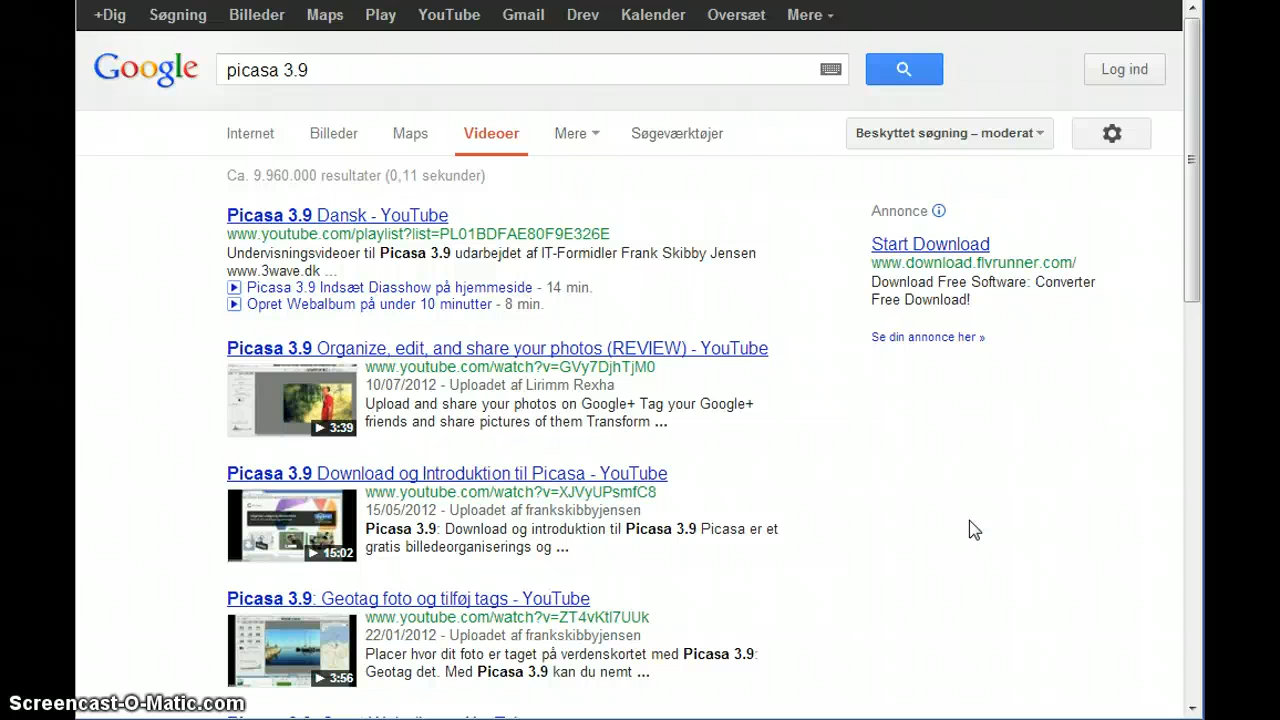 +Dig Søgning Billeder Maps Play YouTube Gmail Drev Kalender Oversæt Mere
Google picasa 3.9 Log ind
Internet Billeder Maps Videoer Mere Søgeværktøjer Beskyttet søgning – moderat
Ca. 9.960.000 resultater (0,11 sekunder)
Picasa 3.9 Dansk - YouTube
www.youtube.com/playlist?list=PL01BDFAE80F9E326E
Undervisningsvideoer til Picasa 3.9 udarbejdet af IT-Formidler Frank Skibby Jensen
www.3wave.dk ...
Picasa 3.9 Indsæt Diasshow på hjemmeside - 14 min.
Opret Webalbum på under 10 minutter - 8 min.
Picasa 3.9 Organize, edit, and share your photos (REVIEW) - YouTube
www.youtube.com/watch?v=GVy7DjhTjM0
10/07/2012 - Uploadet af Lirimm Rexha
Upload and share your photos on Google+ Tag your Google+
friends and share pictures of them Transform ...
3:39
Picasa 3.9 Download og Introduktion til Picasa - YouTube
www.youtube.com/watch?v=XJVyUPsmfC8
15/05/2012 - Uploadet af frankskibbyjensen
Picasa 3.9: Download og introduktion til Picasa 3.9 Picasa er et
gratis billedeorganiserings og ...
15:02
Picasa 3.9: Geotag foto og tilføj tags - YouTube
www.youtube.com/watch?v=ZT4vKtl7UUk
22/01/2012 - Uploadet af frankskibbyjensen
Placer hvor dit foto er taget på verdenskortet med Picasa 3.9:
Geotag det. Med Picasa 3.9 kan du nemt ...
3:56
Annonce
Start Download
www.download.flvrunner.com/
Download Free Software: Converter
Free Download!
Se din annonce her »
Screencast-O-Matic.com